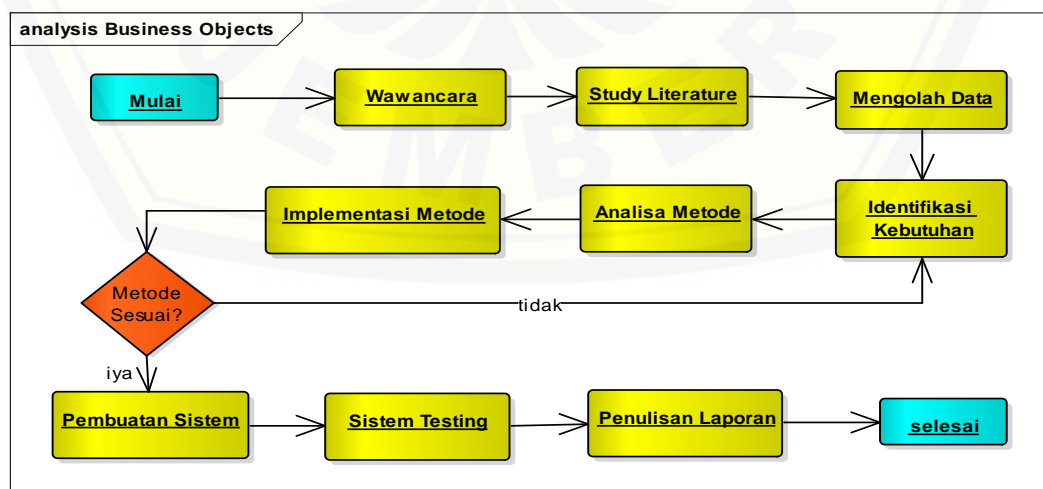 analysis Business Objects
Mulai
Wawancara
Study Literature
Mengolah Data
Implementasi Metode
Analisa Metode
Identifikasi
Kebutuhan
Metode
Sesuai?
tidak
iya
Pembuatan Sistem
Sistem Testing
Penulisan Laporan
selesai